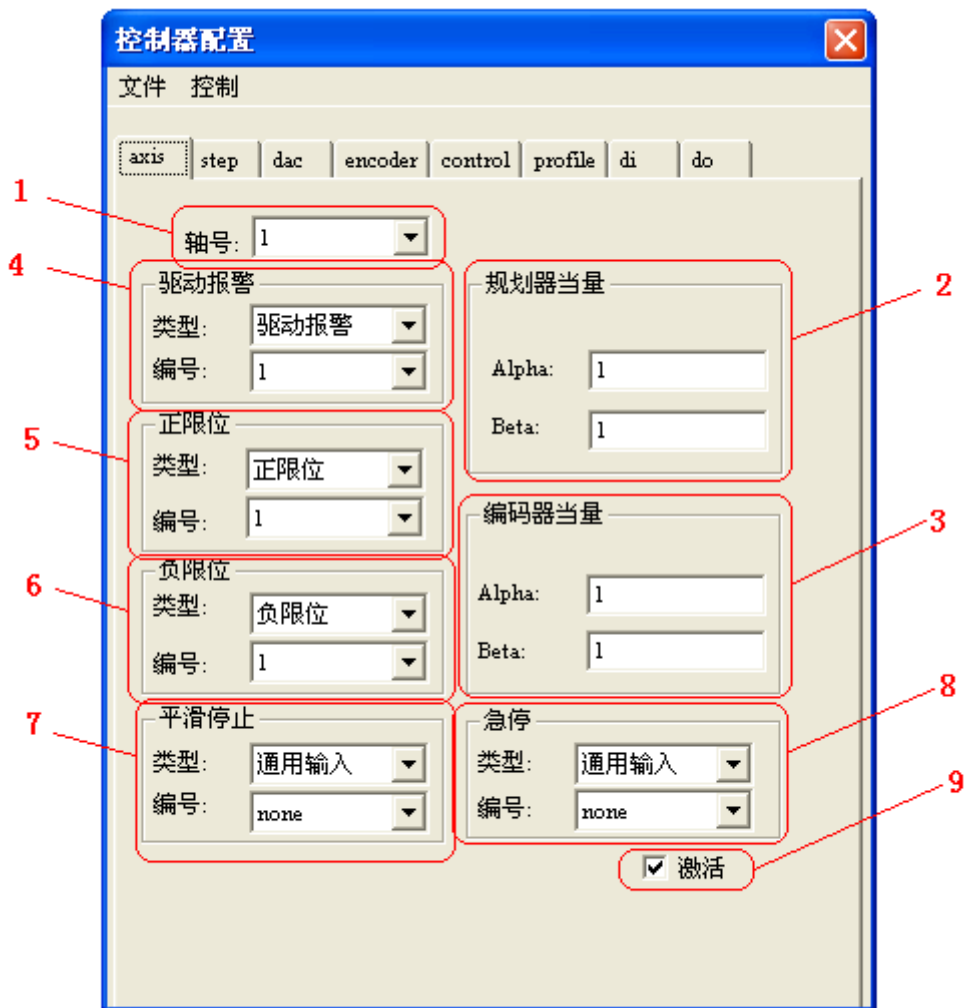 控制器配置
文件 控制
axis step dac encoder control profile di do
1
轴号: 1
4
驱动报警
类型: 驱动报警
编号: 1
规划器当量
Alpha: 1
Beta: 1
2
5
正限位
类型: 正限位
编号: 1
编码器当量
Alpha: 1
Beta: 1
3
6
负限位
类型: 负限位
编号: 1
7
平滑停止
类型: 通用输入
编号: none
急停
类型: 通用输入
编号: none
8
激活
9